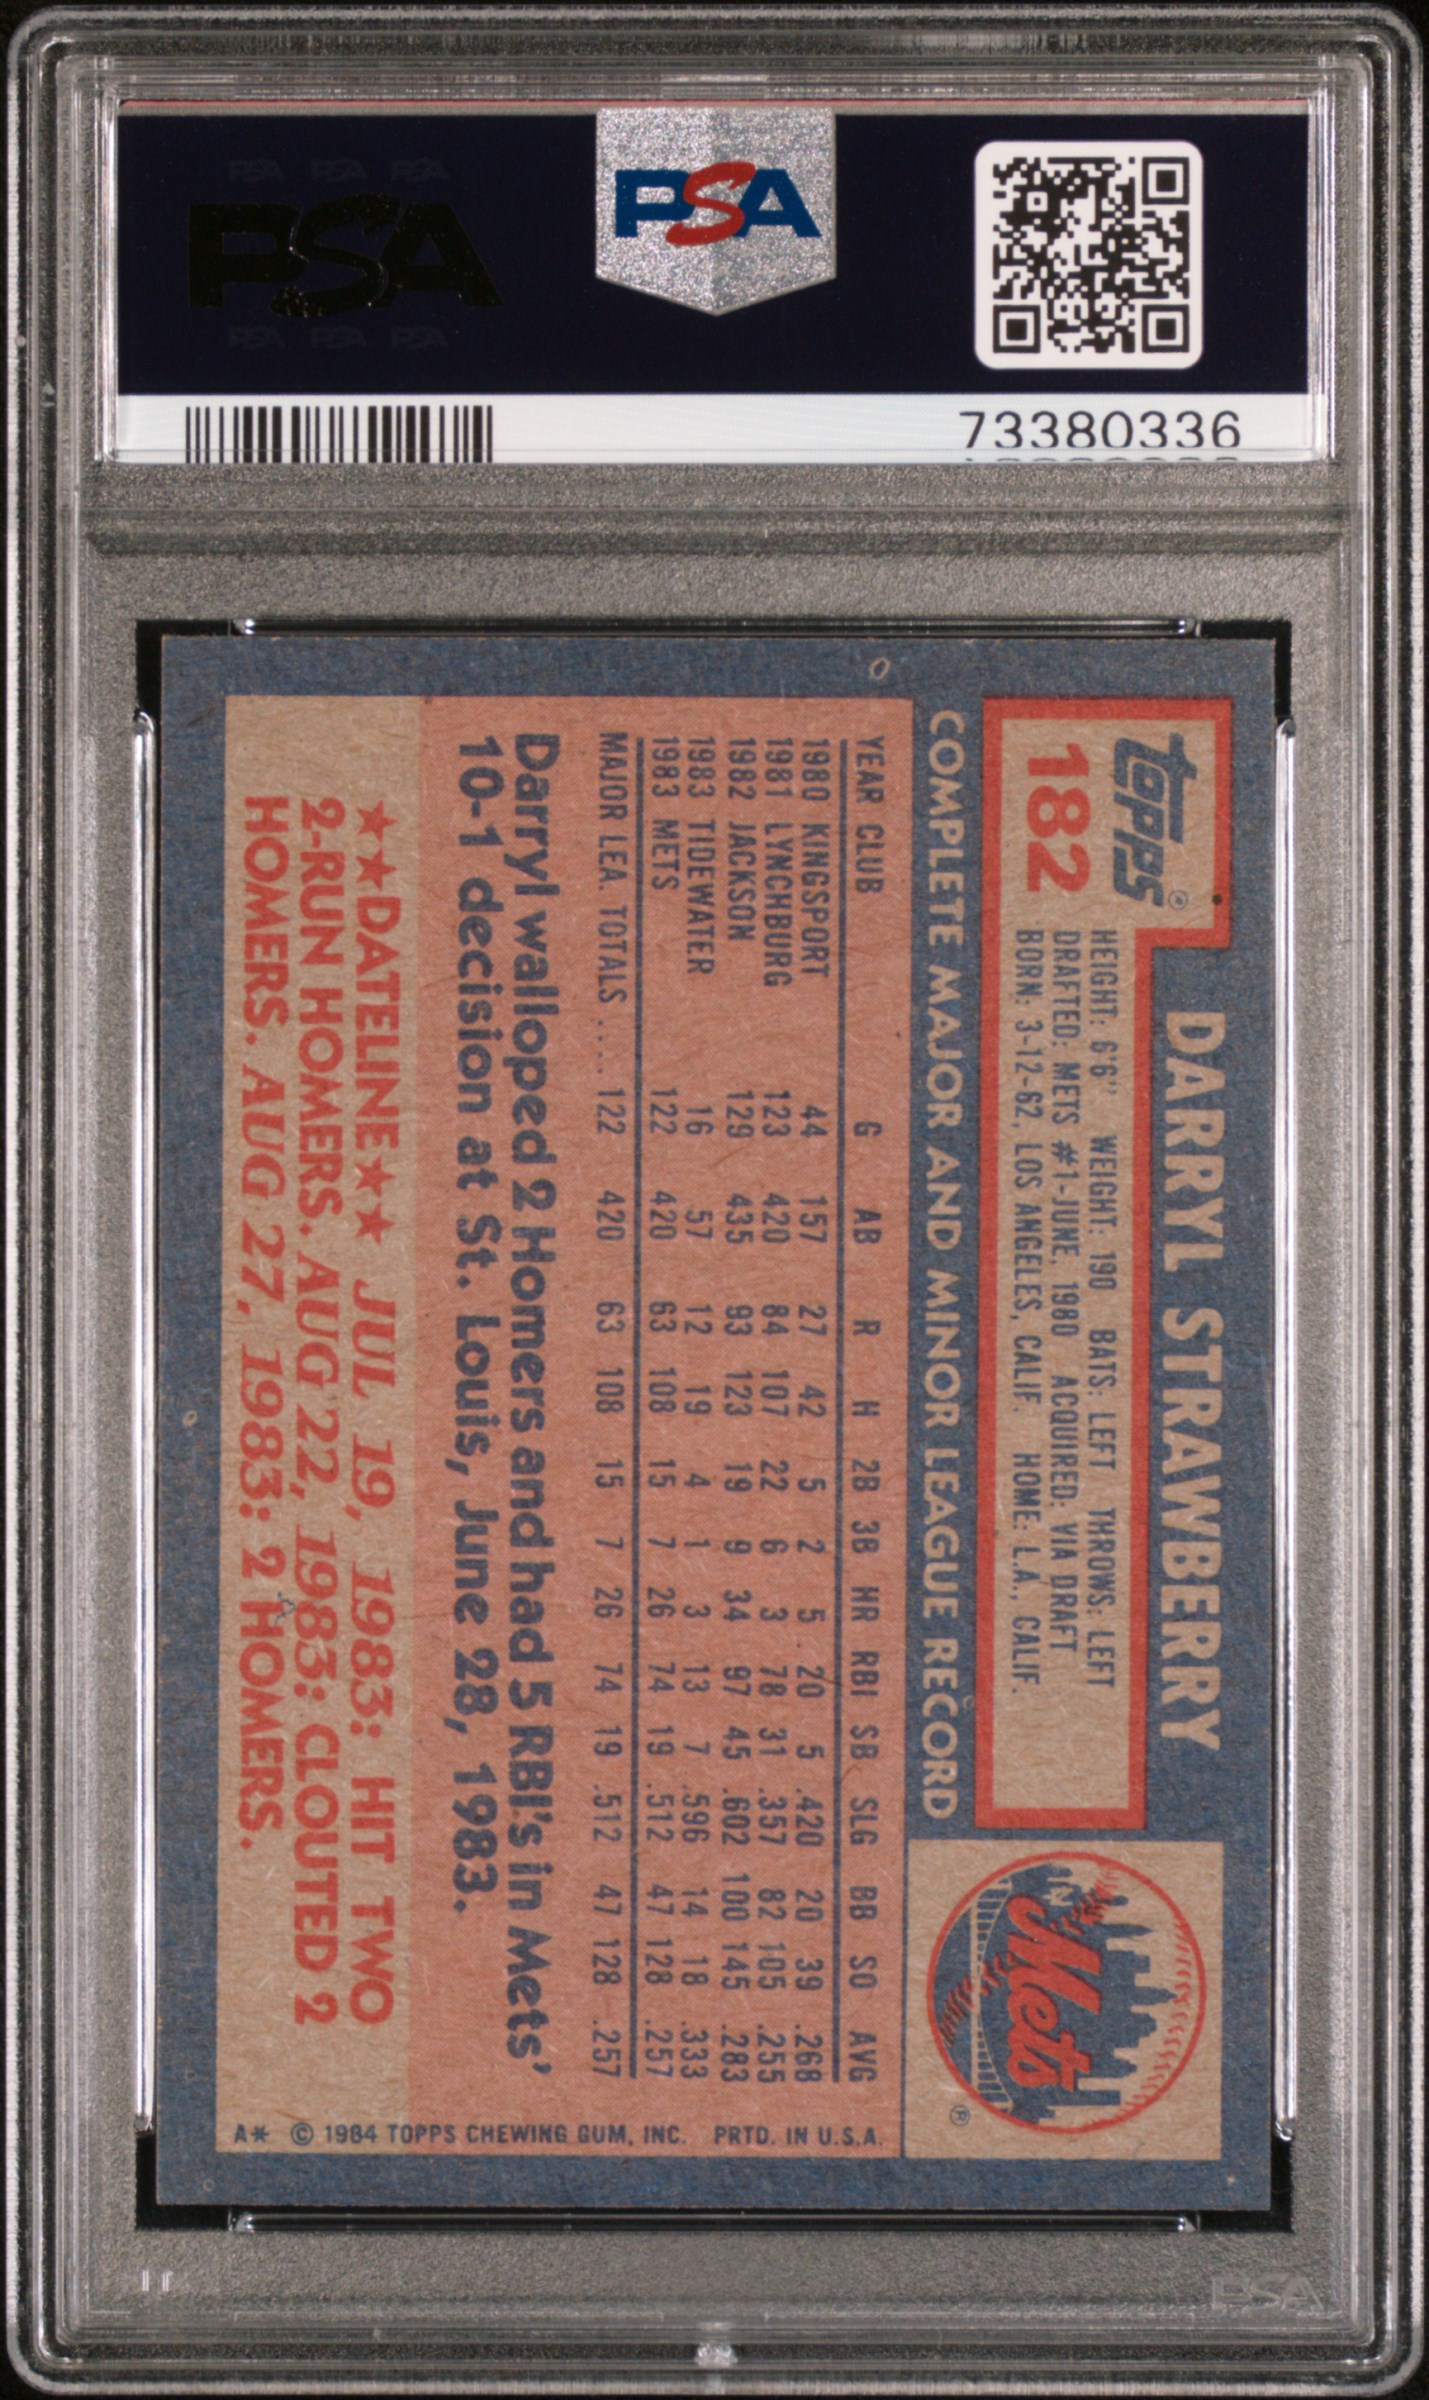 PSA PSA PSA
PSA
PSA PSA PSA
PSA
73380336
topps®
182
DARRYL STRAWBERRY
HEIGHT: 6'6" WEIGHT: 190 BATS: LEFT THROWS: LEFT
DRAFTED: METS #1-JUNE, 1980 ACQUIRED: VIA DRAFT
BORN: 3-12-62, LOS ANGELES, CALIF. HOME: L.A., CALIF.
Mets
®
COMPLETE MAJOR AND MINOR LEAGUE RECORD
YEAR CLUB G AB R H 2B 3B HR RBI SB SLG BB SO AVG
1980 KINGSPORT 44 157 27 42 5 2 5 20 5 .420 20 39 .268
1981 LYNCHBURG 123 420 84 107 22 6 3 78 31 .357 82 105 .255
1982 JACKSON 129 435 93 123 19 9 34 97 45 .602 100 145 .283
1983 TIDEWATER 16 57 12 19 4 1 3 13 7 .596 14 18 .333
1983 METS 122 420 63 108 15 7 26 74 19 .512 47 128 .257
MAJOR LEA. TOTALS .... 122 420 63 108 15 7 26 74 19 .512 47 128 .257
Darryl walloped 2 Homers and had 5 RBI's in Mets'
10-1 decision at St. Louis, June 28, 1983.
★★DATELINE★★ JUL 19, 1983: HIT TWO
2-RUN HOMERS. AUG 22, 1983: CLOUTED 2
HOMERS. AUG 27, 1983: 2 HOMERS.
A* © 1984 TOPPS CHEWING GUM, INC. PRTD. IN U.S.A.
PSA